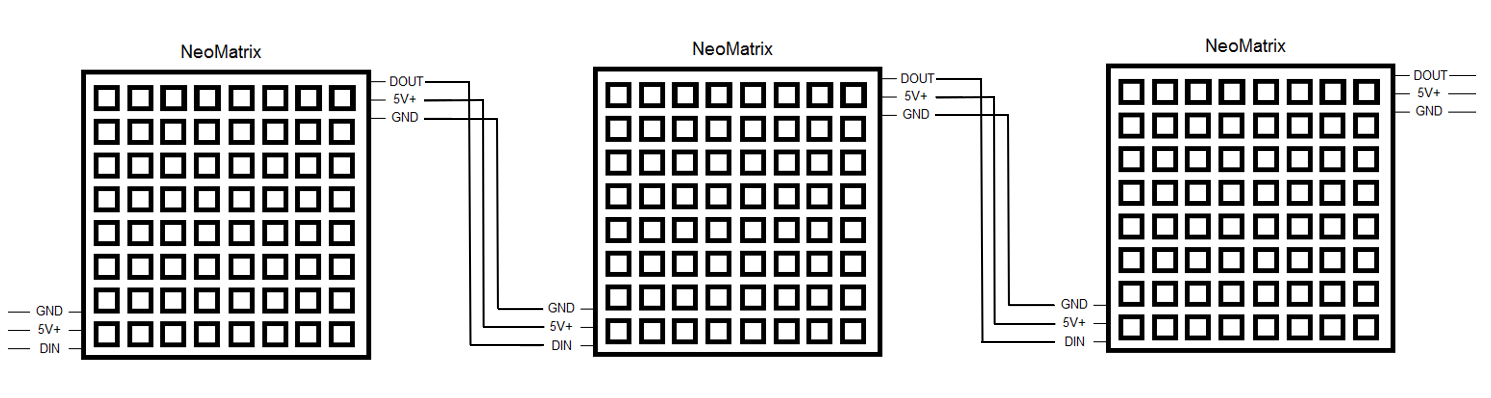 NeoMatrix
DOUT
5V+
GND
GND
5V+
DIN
NeoMatrix
DOUT
5V+
GND
GND
5V+
DIN
NeoMatrix
DOUT
5V+
GND
GND
5V+
DIN